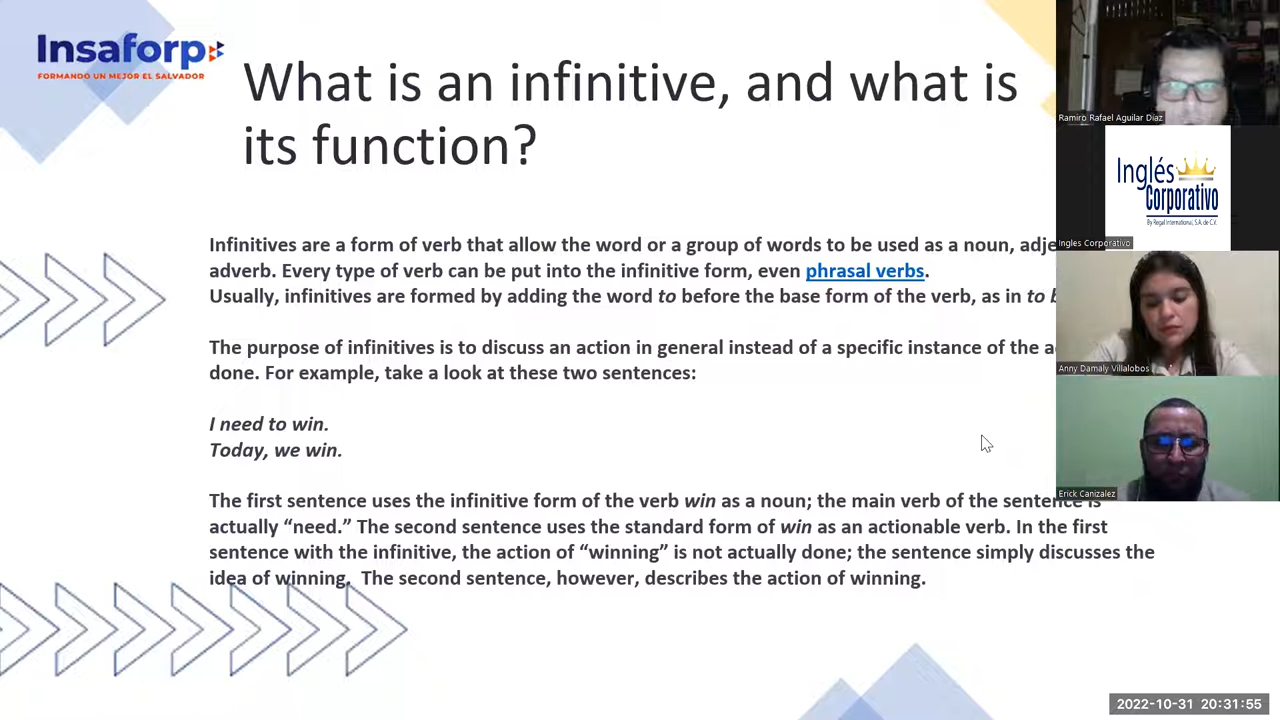 Insaforp
FORMANDO UN MEJOR EL SALVADOR
What is an infinitive, and what is
its function?
Infinitives are a form of verb that allow the word or a group of words to be used as a noun,
adverb. Every type of verb can be put into the infinitive form, even phrasal verbs.
Usually, infinitives are formed by adding the word to before the base form of the verb, as in to
The purpose of infinitives is to discuss an action in general instead of a specific instance of the
done. For example, take a look at these two sentences:
I need to win.
Today, we win.
The first sentence uses the infinitive form of the verb win as a noun; the main verb of the sentence is
actually “need.” The second sentence uses the standard form of win as an actionable verb. In the first
sentence with the infinitive, the action of “winning” is not actually done; the sentence simply discusses the
idea of winning. The second sentence, however, describes the action of winning.
Ramiro Rafael Aguilar Diaz
Inglés
Corporativo
By Regal International, S.A. de C.V.
Ingles Corporativo
Anny Damaly Villalobos
Erick Canizalez
2022-10-31 20:31:55